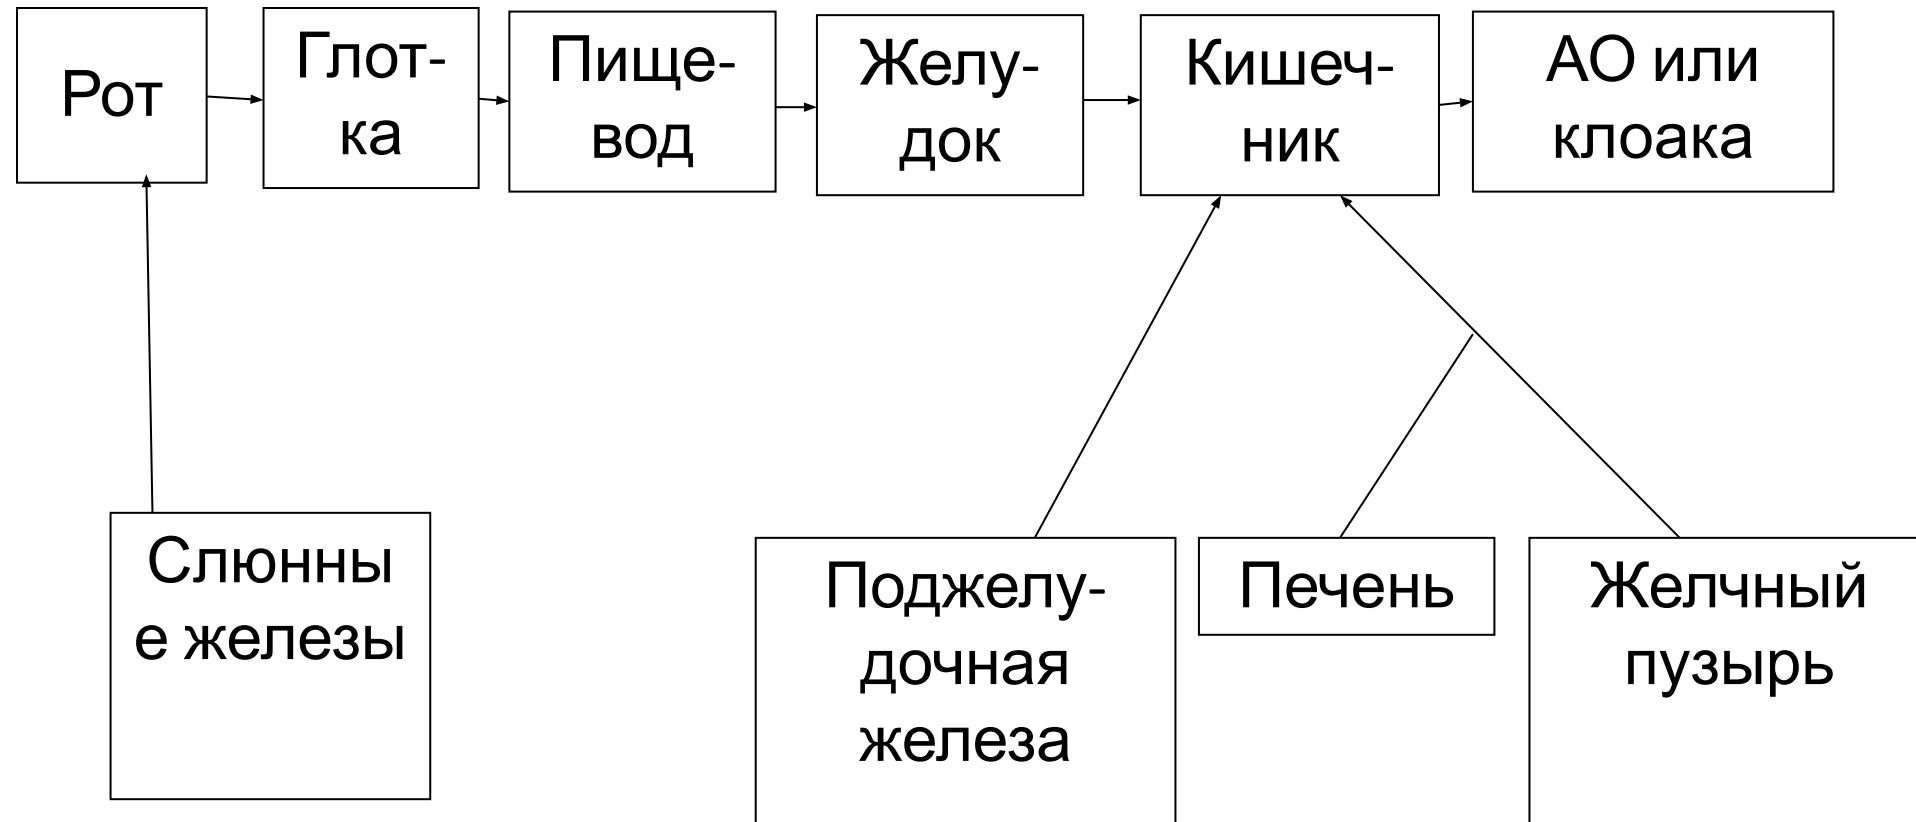 Рот
Глот-
ка
Пище-
вод
Желу-
док
Кишеч-
ник
АО или
клоака
Слюнны
е железы
Поджелу-
дочная
железа
Печень
Желчный
пузырь